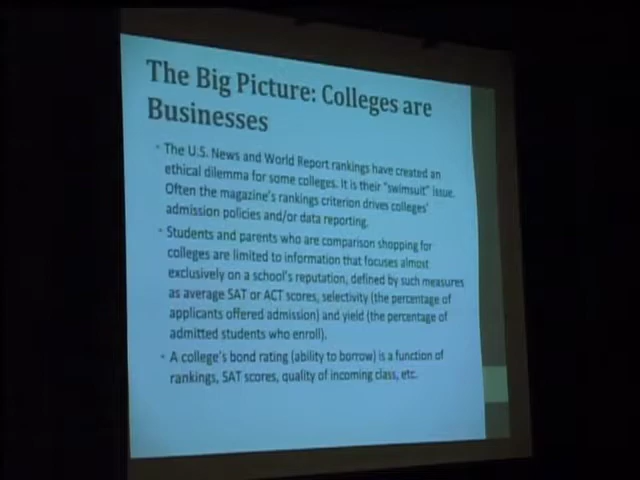 The Big Picture: Colleges are
Businesses
• The U.S. News and World Report rankings have created an
ethical dilemma for some colleges. It is their "swimsuit" issue.
Often the magazine's rankings criterion drives colleges'
admission policies and/or data reporting.
• Students and parents who are comparison shopping for
colleges are limited to information that focuses almost
exclusively on a school's reputation, defined by such measures
as average SAT or ACT scores, selectivity (the percentage of
applicants offered admission) and yield (the percentage of
admitted students who enroll).
• A college's bond rating (ability to borrow) is a function of
rankings, SAT scores, quality of incoming class, etc.